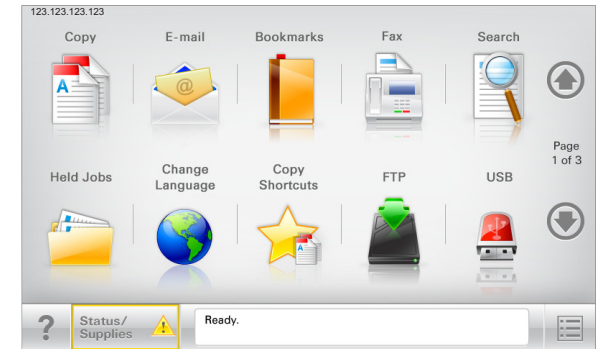 123.123.123.123
Copy
E-mail
Bookmarks
Fax
Search
A
@
Page
1 of 3
Held Jobs
Change
Language
Copy
Shortcuts
FTP
USB
A
?
Status/
Supplies
!
Ready.